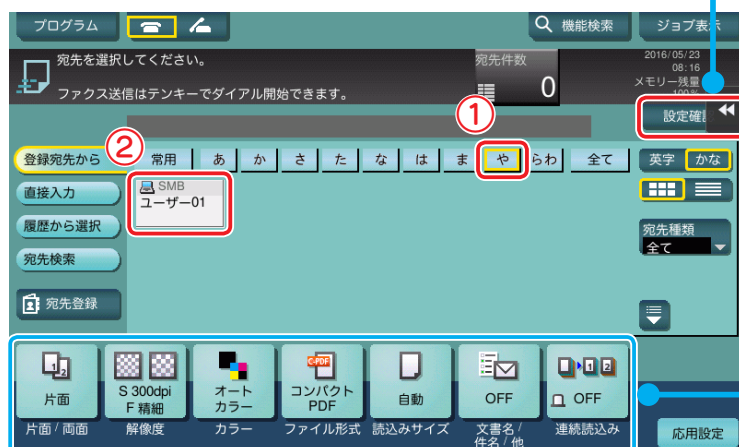 プログラム
機能検索
ジョブ表示
宛先を選択してください。
ファクス送信はテンキーでダイアル開始できます。
宛先件数
0
2016/05/23
08:16
メモリー残量
100%
設定確認
①
②
登録宛先から
常用 あ か さ た な は ま や らわ 全て
英字 かな
直接入力
SMB
ユーザー01
履歴から選択
宛先種類
全て
宛先検索
宛先登録
片面
S 300dpi
F 精細
オート
カラー
C-PDF
コンパクト
PDF
自動
OFF
OFF
片面/両面
解像度
カラー
ファイル形式
読込みサイズ
文書名/
件名/他
連続読込み
応用設定